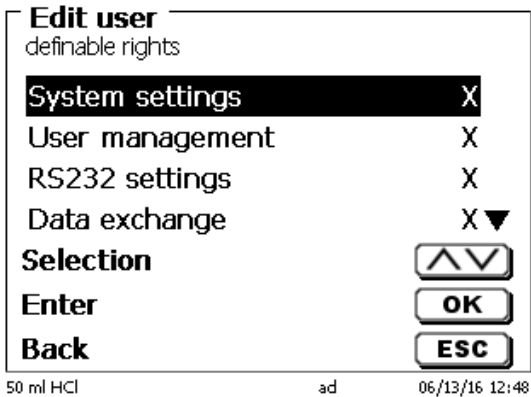 Edit user
definable rights
System settings X
User management X
RS232 settings X
Data exchange X
Selection
Enter OK
Back ESC
50 ml HCl ad 06/13/16 12:48